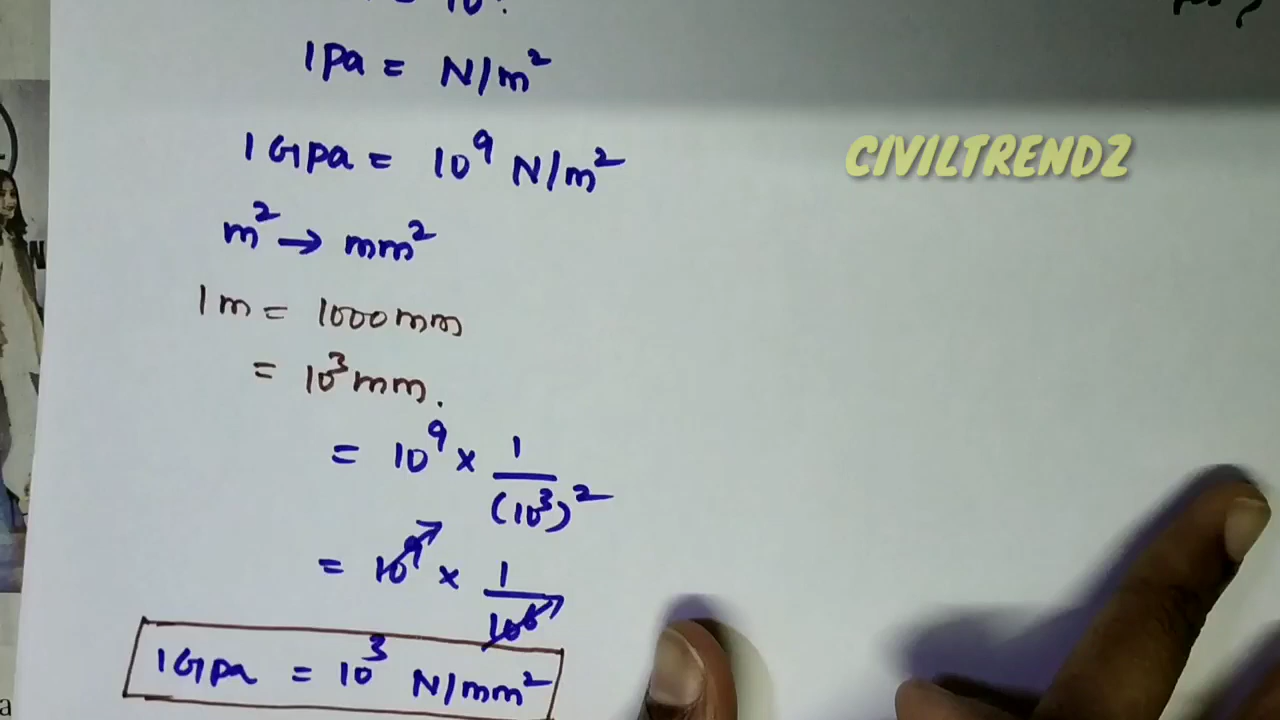 = 10
1Pa = N/m²
1GPa = 10⁹ N/m²
CIVILTRENDZ
m² → mm²
1m = 1000mm
= 10³mm.
= 10⁹ × 1/(10³)²
= 10⁹ × 1/10⁶
1GPa = 10³ N/mm²